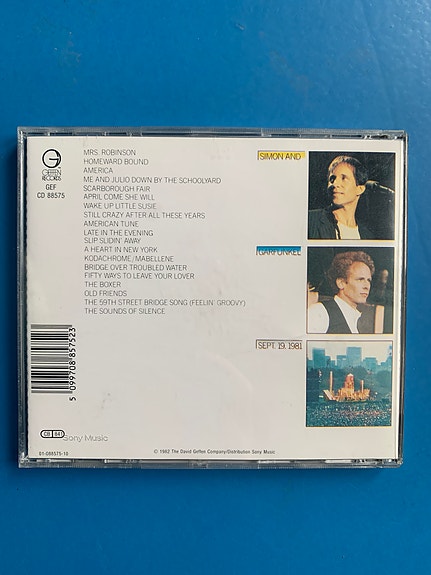 GEFFEN
RECORDS
GEF
CD 88575
MRS. ROBINSON
HOMEWARD BOUND
AMERICA
ME AND JULIO DOWN BY THE SCHOOLYARD
SCARBOROUGH FAIR
APRIL COME SHE WILL
WAKE UP LITTLE SUSIE
STILL CRAZY AFTER ALL THESE YEARS
AMERICAN TUNE
LATE IN THE EVENING
SLIP SLIDIN' AWAY
A HEART IN NEW YORK
KODACHROME/MABELLENE
BRIDGE OVER TROUBLED WATER
FIFTY WAYS TO LEAVE YOUR LOVER
THE BOXER
OLD FRIENDS
THE 59TH STREET BRIDGE SONG (FEELIN' GROOVY)
THE SOUNDS OF SILENCE
SIMON AND
GARFUNKEL
SEPT. 19, 1981
5 099708 857523
Sony Music
01-088575-10
© 1982 The David Geffen Company/Distribution Sony Music